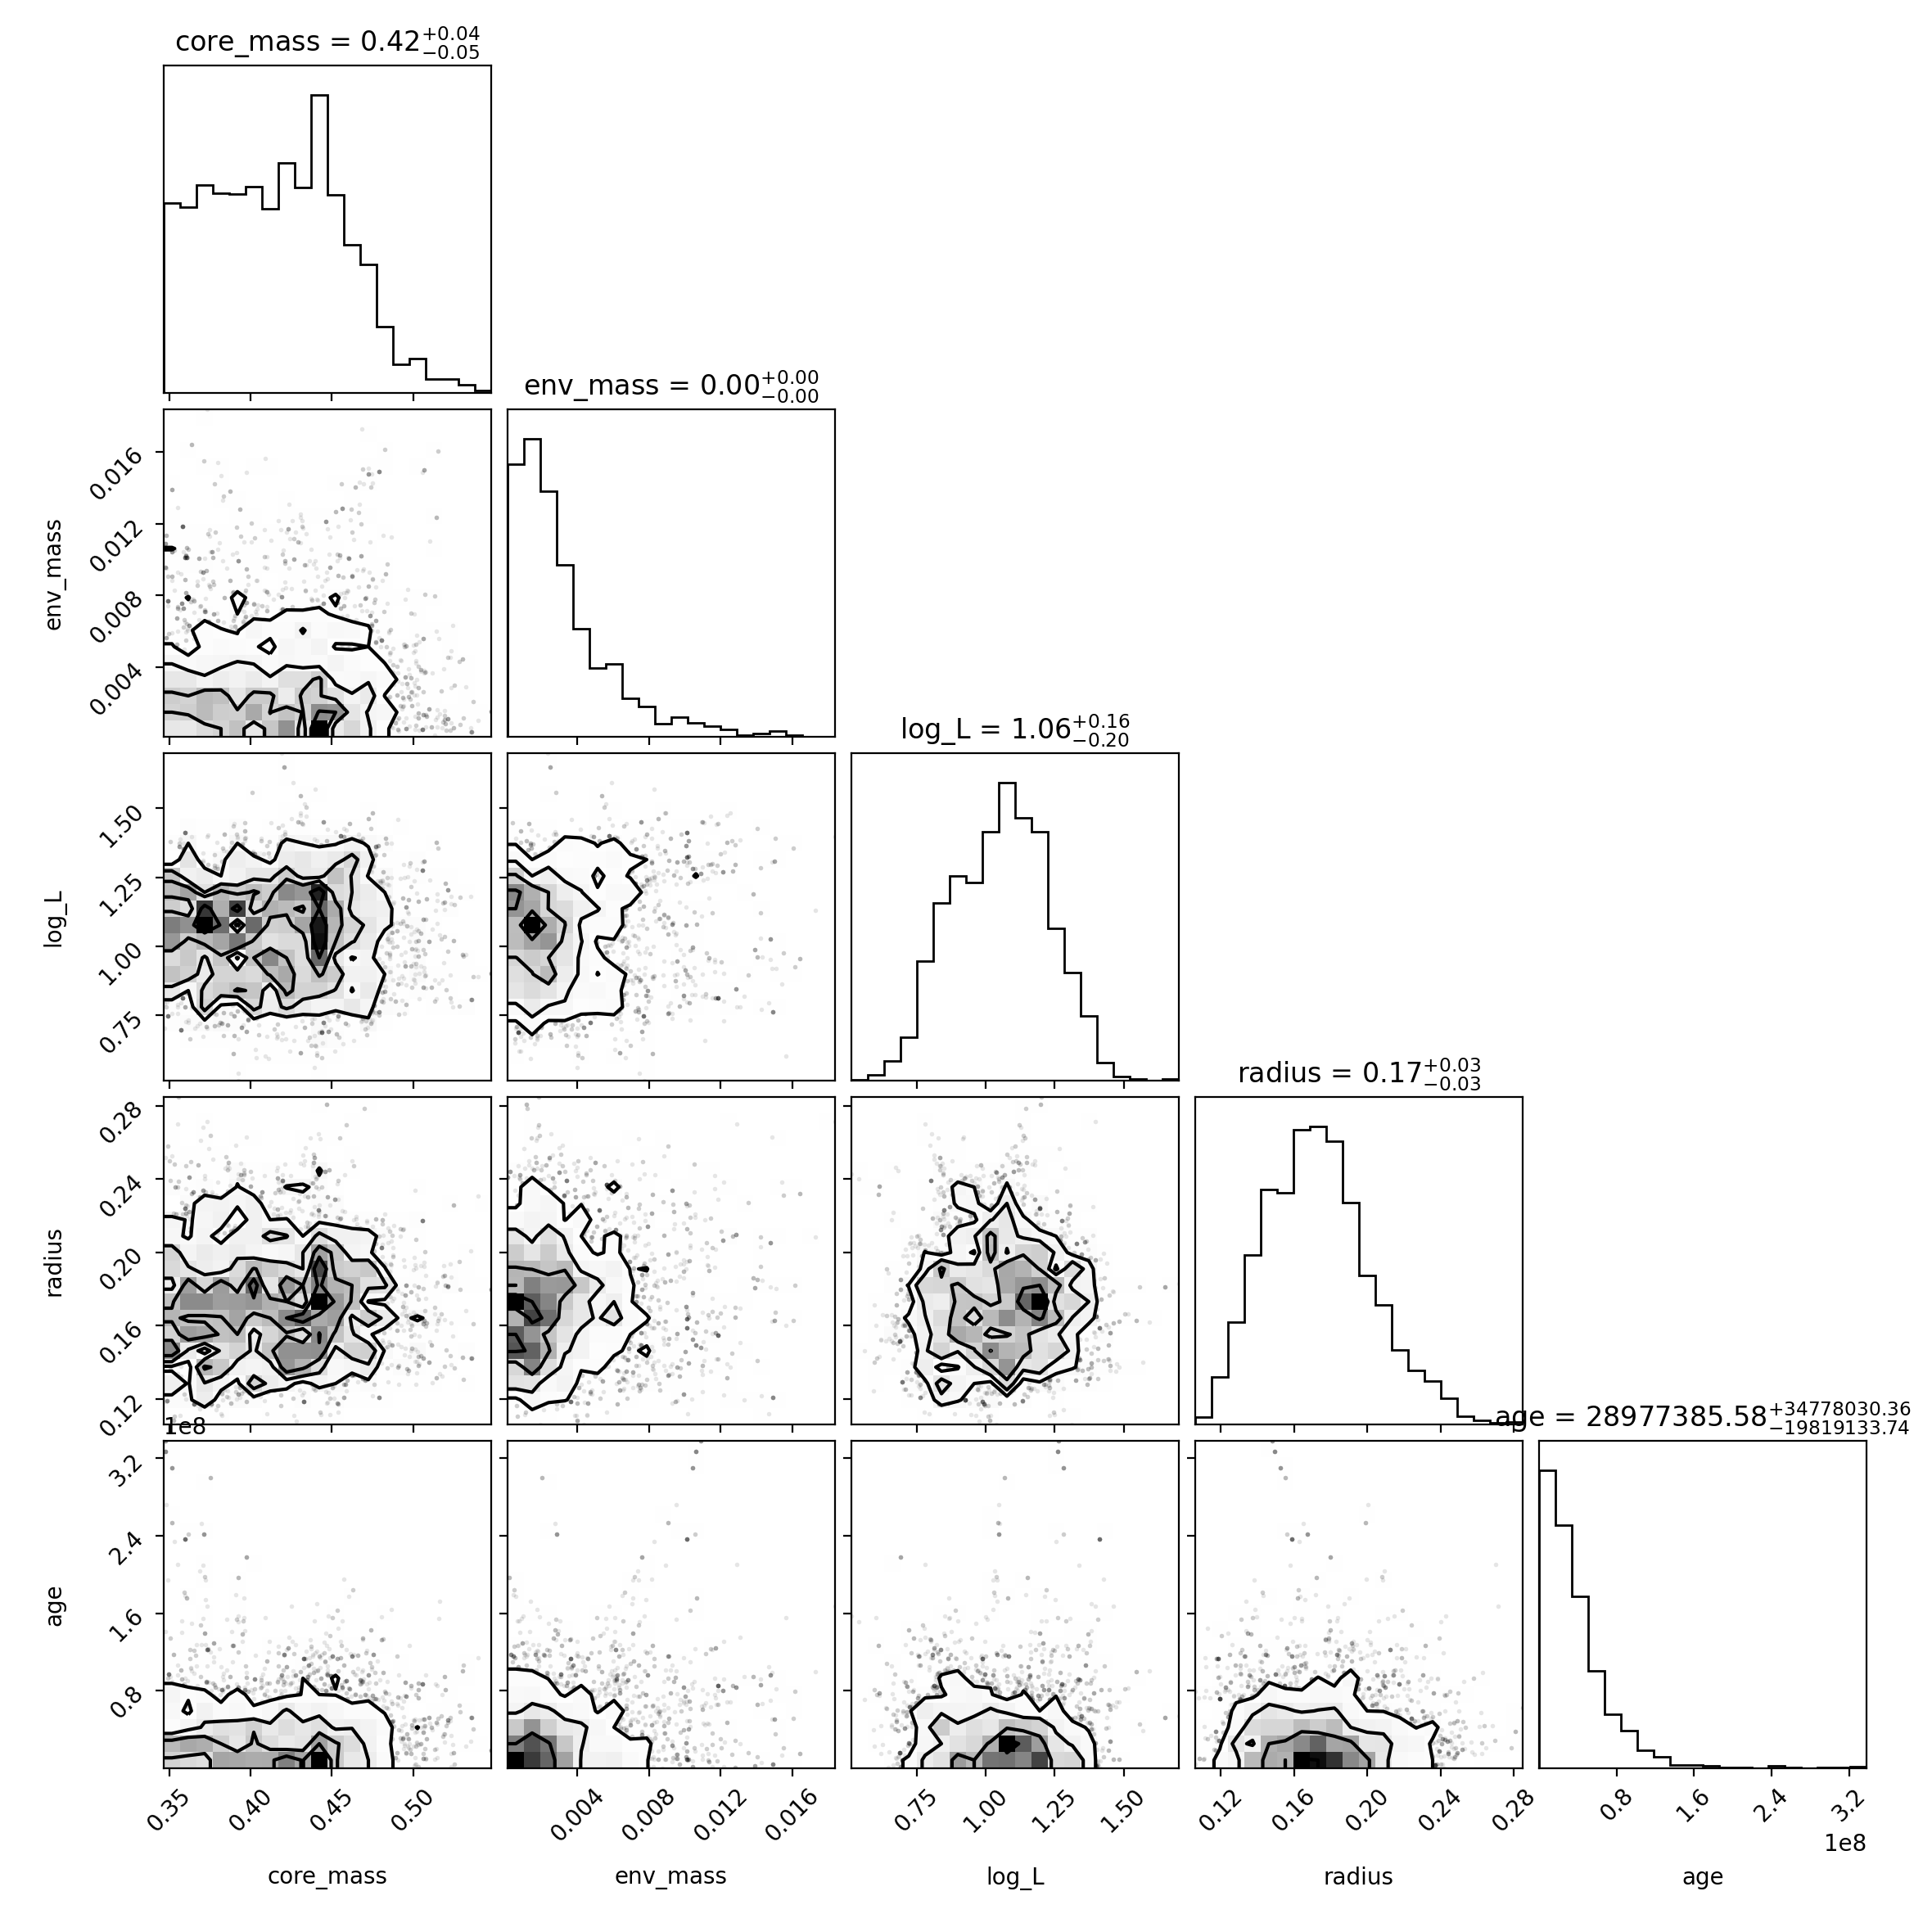 core_mass = 0.42+0.04 −0.05
env_mass = 0.00+0.00 −0.00
0.016
0.012
0.008
0.004
env_mass
log_L = 1.06+0.16 −0.20
1.50
1.25
1.00
0.75
log_L
radius = 0.17+0.03 −0.03
0.28
0.24
0.20
0.16
0.12
radius
1e8
age = 28977385.58+34778030.36 −19819133.74
3.2
2.4
1.6
0.8
age
0.35 0.40 0.45 0.50 0.004 0.008 0.012 0.016 0.75 1.00 1.25 1.50 0.12 0.16 0.20 0.24 0.28 0.8 1.6 2.4 3.2
1e8
core_mass env_mass log_L radius age